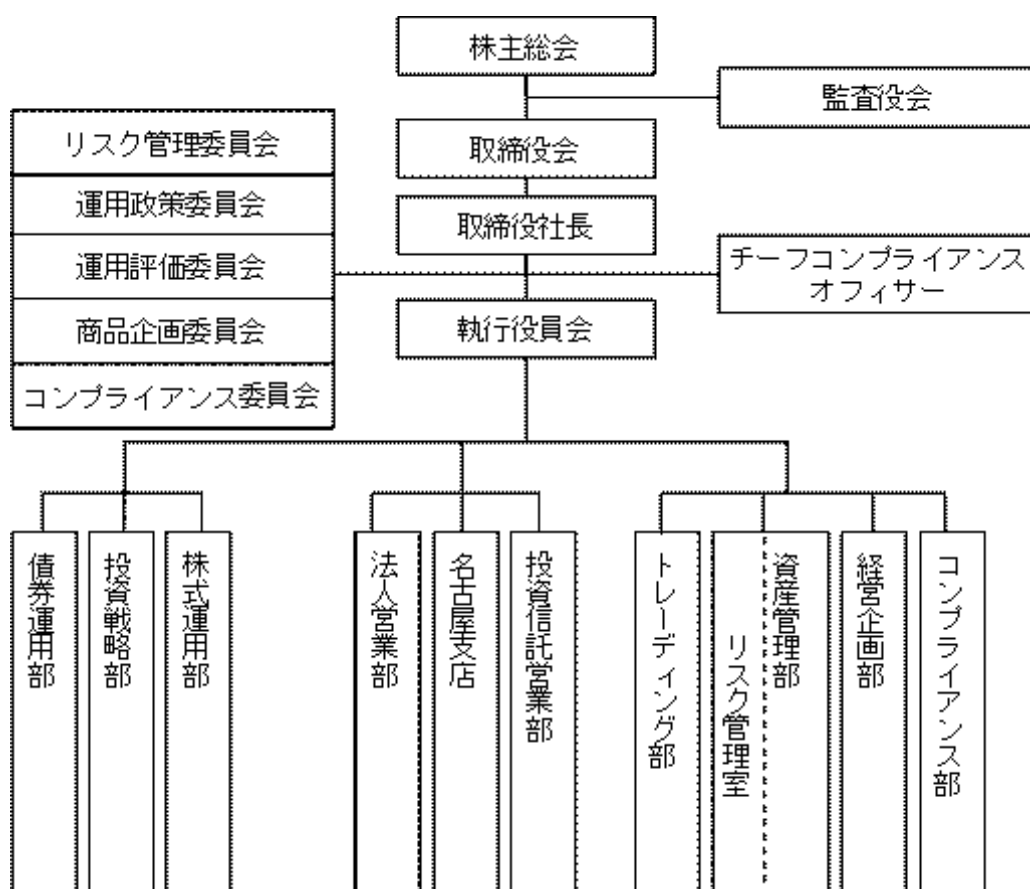 株主総会
監査役会
リスク管理委員会
取締役会
運用政策委員会
取締役社長
運用評価委員会
チーフコンプライアンス
オフィサー
商品企画委員会
執行役員会
コンプライアンス委員会
債券運用部
投資戦略部
株式運用部
法人営業部
名古屋支店
投資信託営業部
トレーディング部
資産管理部
リスク管理室
経営企画部
コンプライアンス部